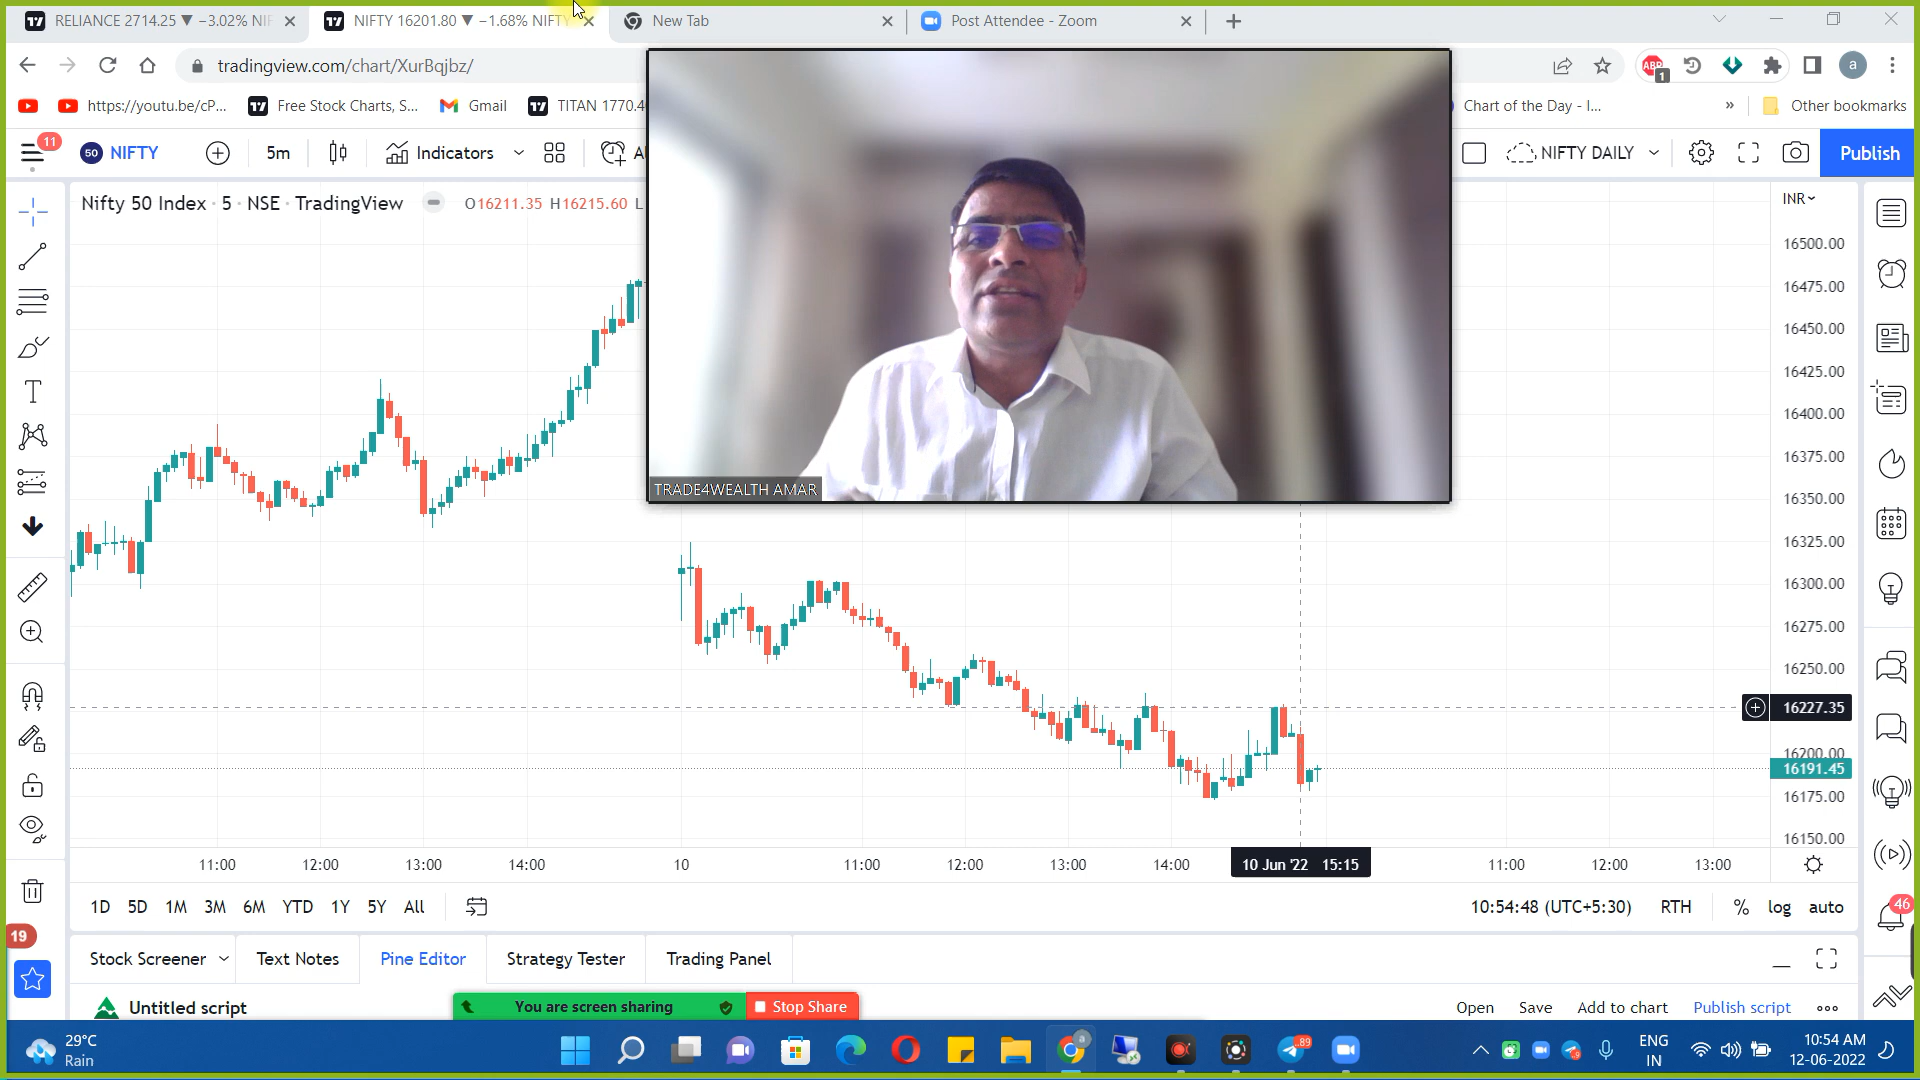 RELIANCE 2714.25 ▼ −3.02% NIF
NIFTY 16201.80 ▼ −1.68% NIFTY
New Tab
Post Attendee - Zoom
tradingview.com/chart/XurBqjbz/
ABP
1
a
https://youtu.be/cP...
Free Stock Charts, S...
Gmail
TITAN 1770.4
Chart of the Day - I...
»
Other bookmarks
11
50
NIFTY
5m
Indicators
NIFTY DAILY
Publish
Nifty 50 Index · 5 · NSE · TradingView
O16211.35 H16215.60 L
INR
16500.00
16475.00
16450.00
16425.00
16400.00
16375.00
16350.00
16325.00
16300.00
16275.00
16250.00
16227.35
16200.00
16191.45
16175.00
16150.00
TRADE4WEALTH AMAR
11:00
12:00
13:00
14:00
10
11:00
12:00
13:00
14:00
10 Jun '22 15:15
11:00
12:00
13:00
1D
5D
1M
3M
6M
YTD
1Y
5Y
All
10:54:48 (UTC+5:30)
RTH
%
log
auto
46
19
Stock Screener
Text Notes
Pine Editor
Strategy Tester
Trading Panel
Untitled script
You are screen sharing
Stop Share
Open
Save
Add to chart
Publish script
29°C
Rain
89
ENG
IN
10:54 AM
12-06-2022